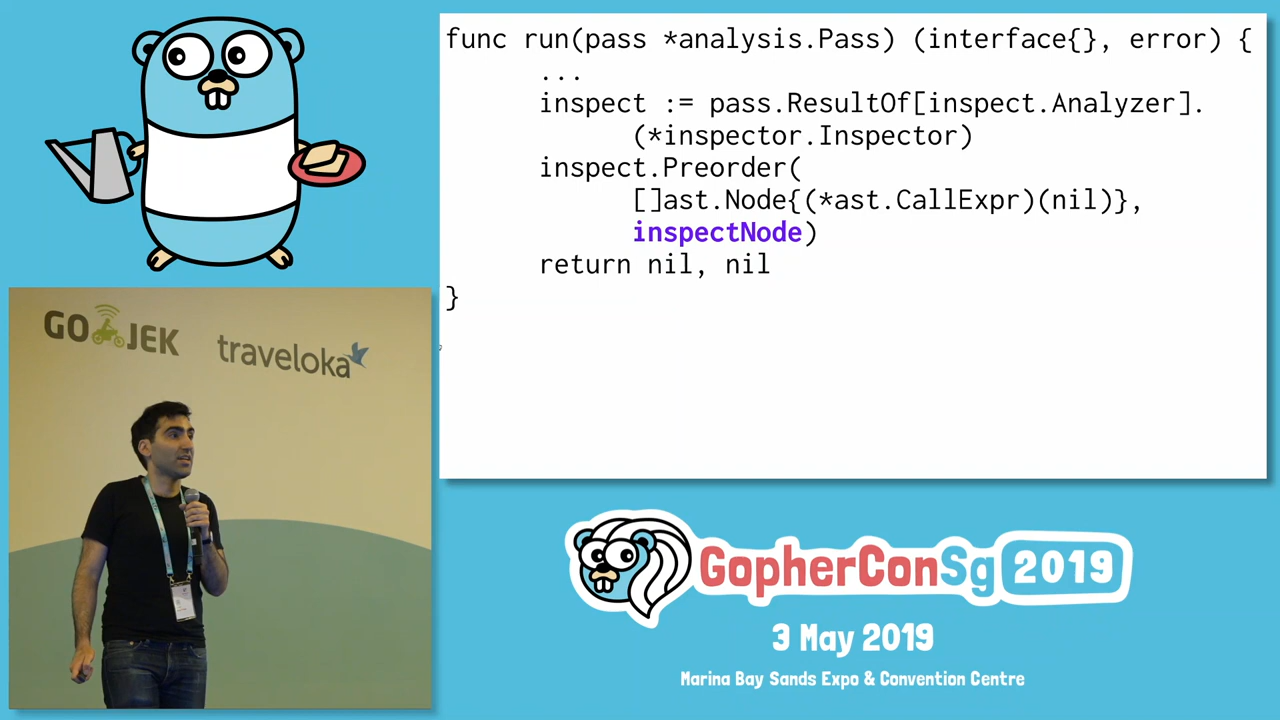 func run(pass *analysis.Pass) (interface{}, error) {
...
inspect := pass.ResultOf[inspect.Analyzer].
(*inspector.Inspector)
inspect.Preorder(
[]ast.Node{(*ast.CallExpr)(nil)},
inspectNode)
return nil, nil
}
GO JEK
traveloka
GopherConSg 2019
3 May 2019
Marina Bay Sands Expo & Convention Centre